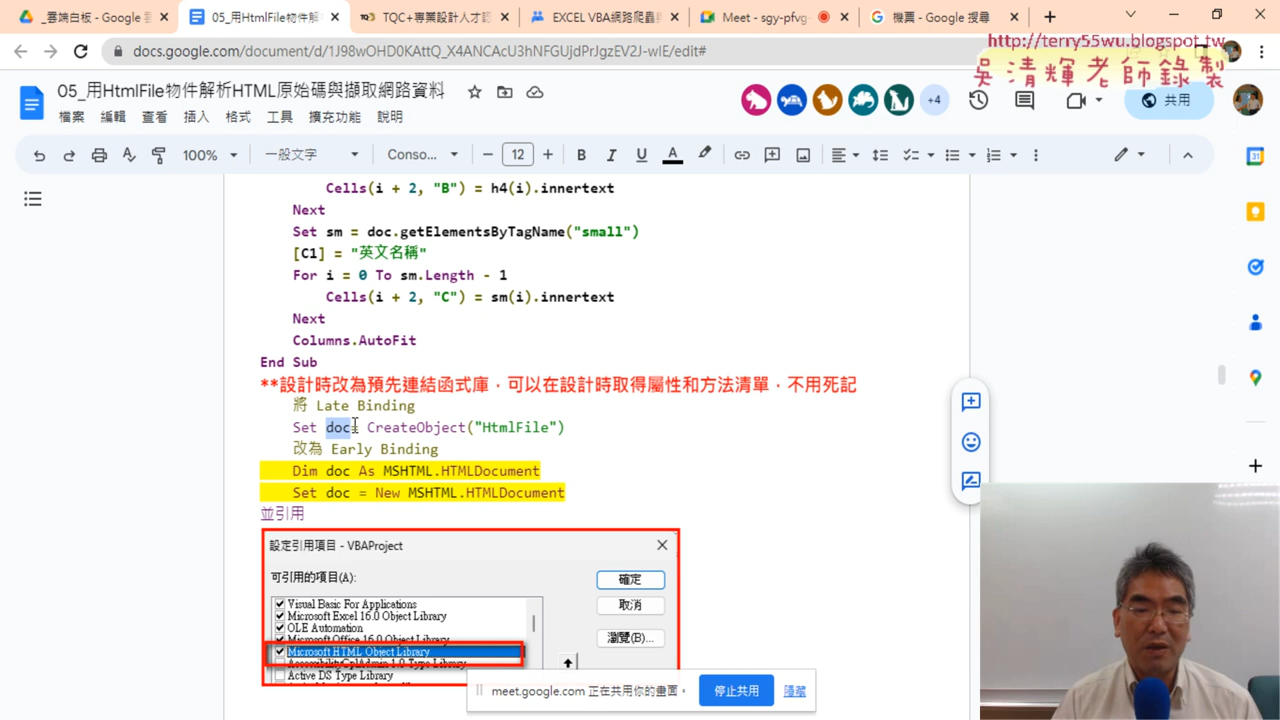 _雲端白板 - Google 雲
05_用HtmlFile物件解析
TQC+專業設計人才認
EXCEL VBA網路爬蟲
Meet - sgy-pfvg-
機票 - Google 搜尋
docs.google.com/document/d/1J98wOHD0KAttQ_X4ANCAcU3hNFGUjdPrJgzEV2J-wIE/edit#
http://terry55wu.blogspot.tw
吳清輝老師錄製
05_用HtmlFile物件解析HTML原始碼與擷取網路資料
+4
共用
檔案 編輯 查看 插入 格式 工具 擴充功能 說明
100% 一般文字 Conso... 12 B I U A
Cells(i + 2, "B") = h4(i).innertext
Next
Set sm = doc.getElementsByTagName("small")
[C1] = "英文名稱"
For i = 0 To sm.Length - 1
Cells(i + 2, "C") = sm(i).innertext
Next
Columns.AutoFit
End Sub
**設計時改為預先連結函式庫，可以在設計時取得屬性和方法清單，不用死記
將 Late Binding
Set doc= CreateObject("HtmlFile")
改為 Early Binding
Dim doc As MSHTML.HTMLDocument
Set doc = New MSHTML.HTMLDocument
並引用
設定引用項目 - VBAProject
可引用的項目(A):
確定
Visual Basic For Applications
Microsoft Excel 16.0 Object Library
取消
OLE Automation
Microsoft Office 16.0 Object Library
瀏覽(B)...
Microsoft HTML Object Library
AccessibilityCplAdmin 1.0 Type Library
Active DS Type Library
meet.google.com 正在共用你的畫面。
停止共用
隱藏